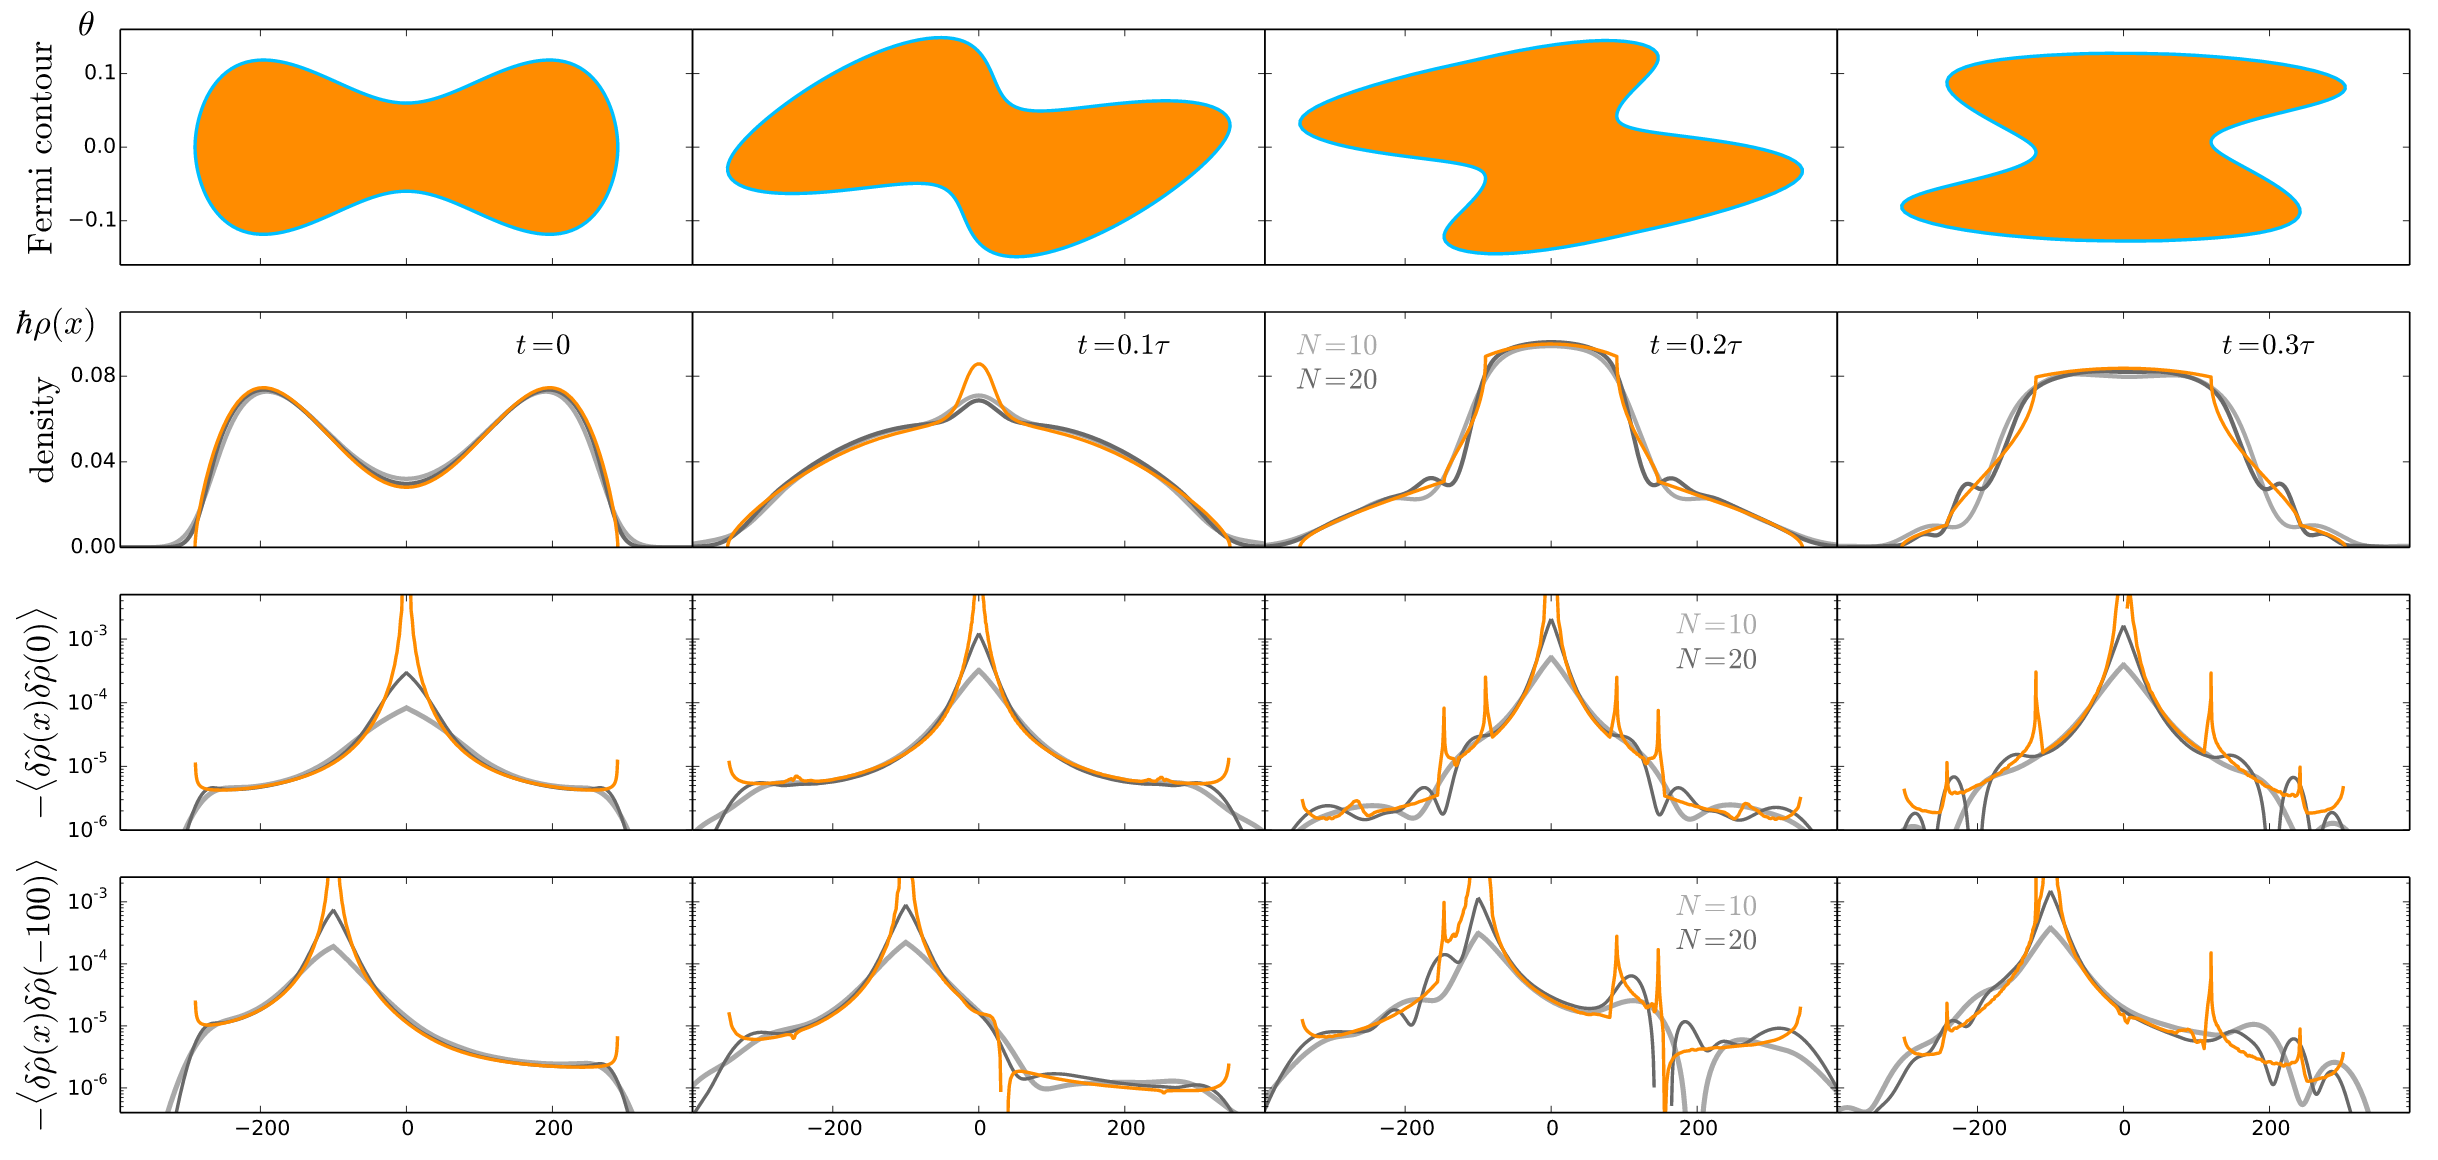 θ
Fermi contour
0.1
0.0
−0.1
ħρ(x)
density
0.08
0.04
0.00
t=0
t=0.1τ
N=10
N=20
t=0.2τ
t=0.3τ
−⟨δρ̂(x)δρ̂(0)⟩
10⁻³
10⁻⁴
10⁻⁵
10⁻⁶
N=10
N=20
−⟨δρ̂(x)δρ̂(−100)⟩
10⁻³
10⁻⁴
10⁻⁵
10⁻⁶
N=10
N=20
−200 0 200 −200 0 200 −200 0 200 −200 0 200